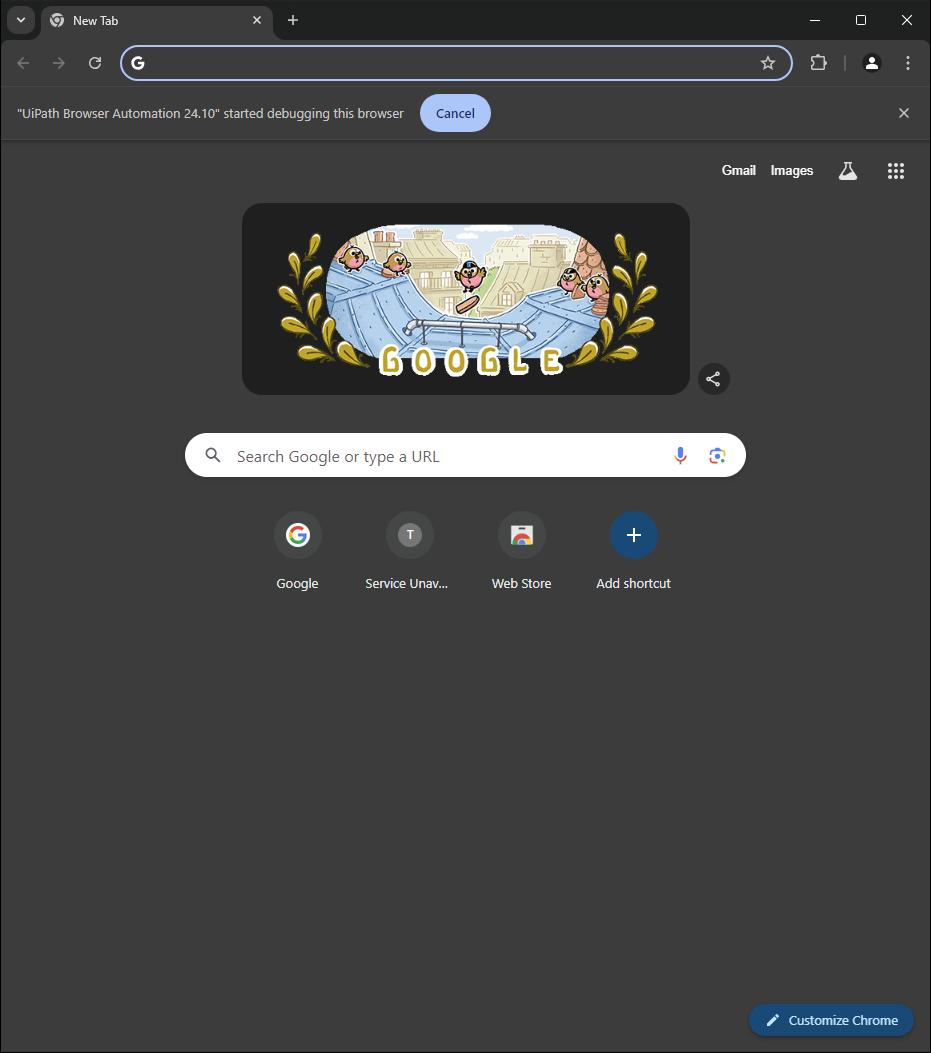 New Tab
"UiPath Browser Automation 24.10" started debugging this browser
Cancel
Gmail
Images
GOOGLE
Search Google or type a URL
T
Google
Service Unav...
Web Store
Add shortcut
Customize Chrome